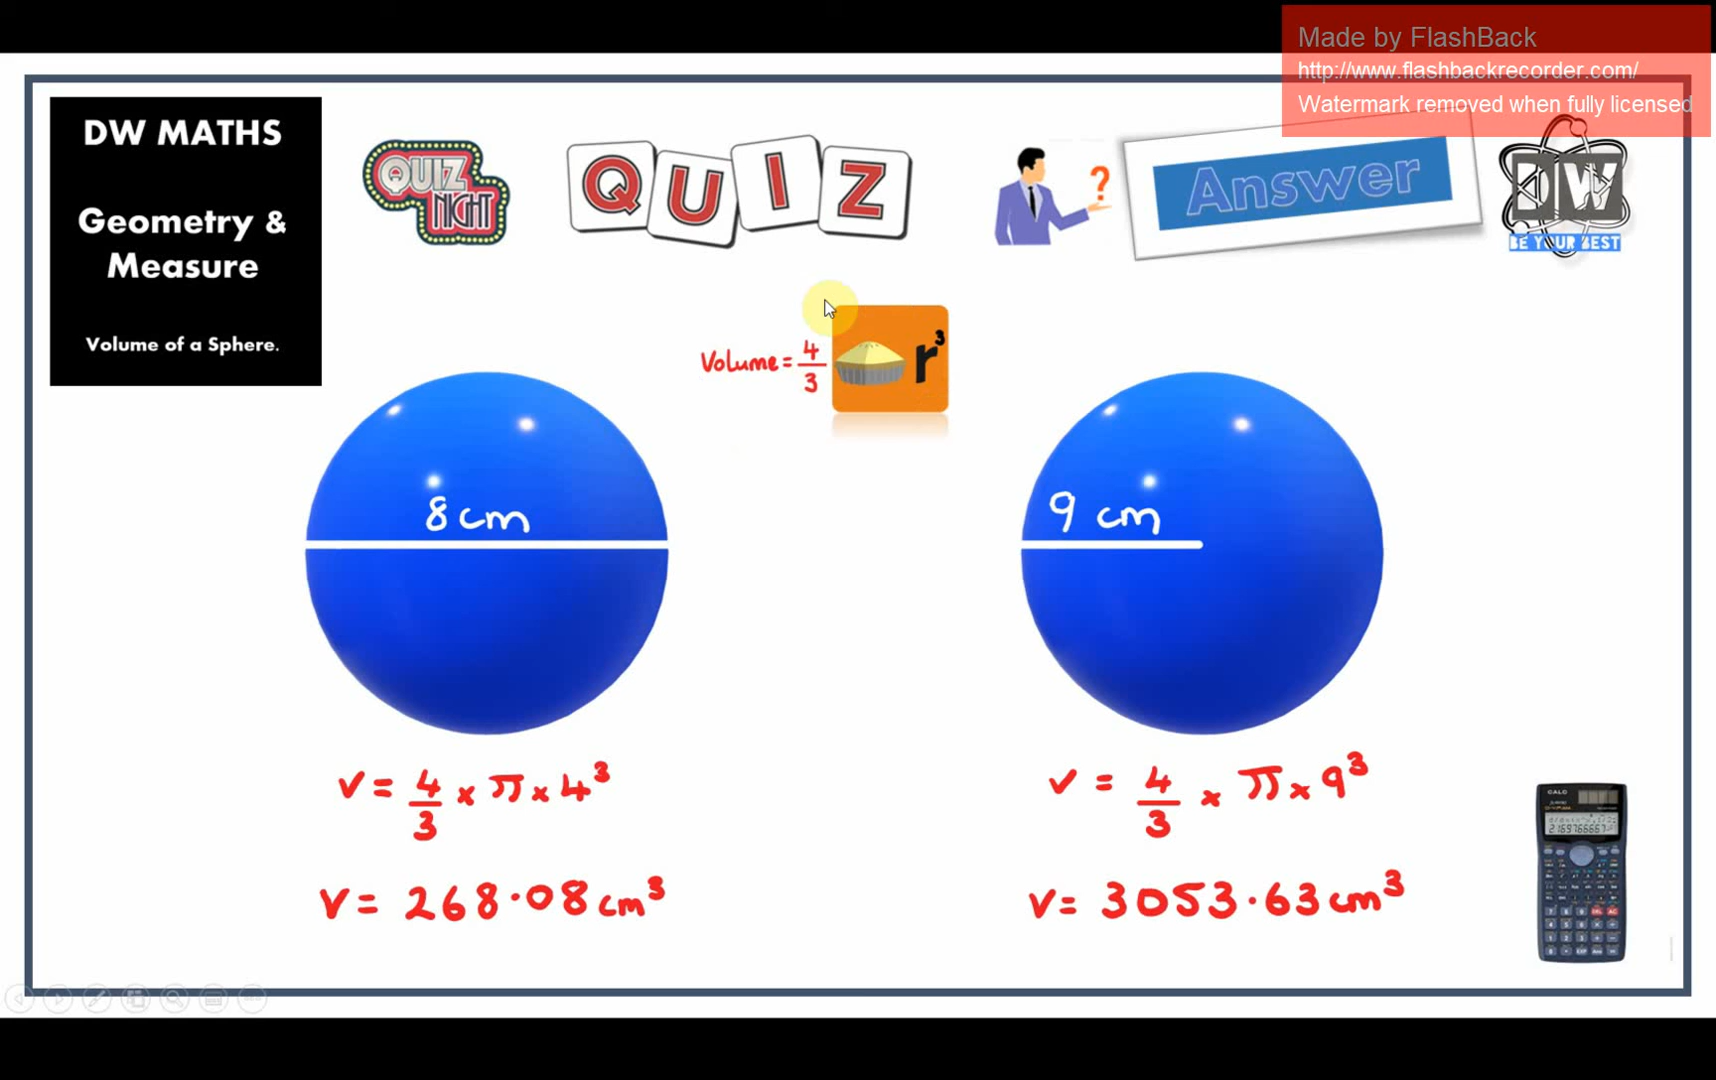 Made by FlashBack
http://www.flashbackrecorder.com/
Watermark removed when fully licensed
DW MATHS
Geometry &
Measure
Volume of a Sphere.
QUIZ
NIGHT
QUIZ
?
Answer
DW
BE YOUR BEST
Volume = 4/3 r³
8 cm
9 cm
V = 4/3 × π × 4³
V = 268·08 cm³
V = 4/3 × π × 9³
V = 3053·63 cm³
CALC